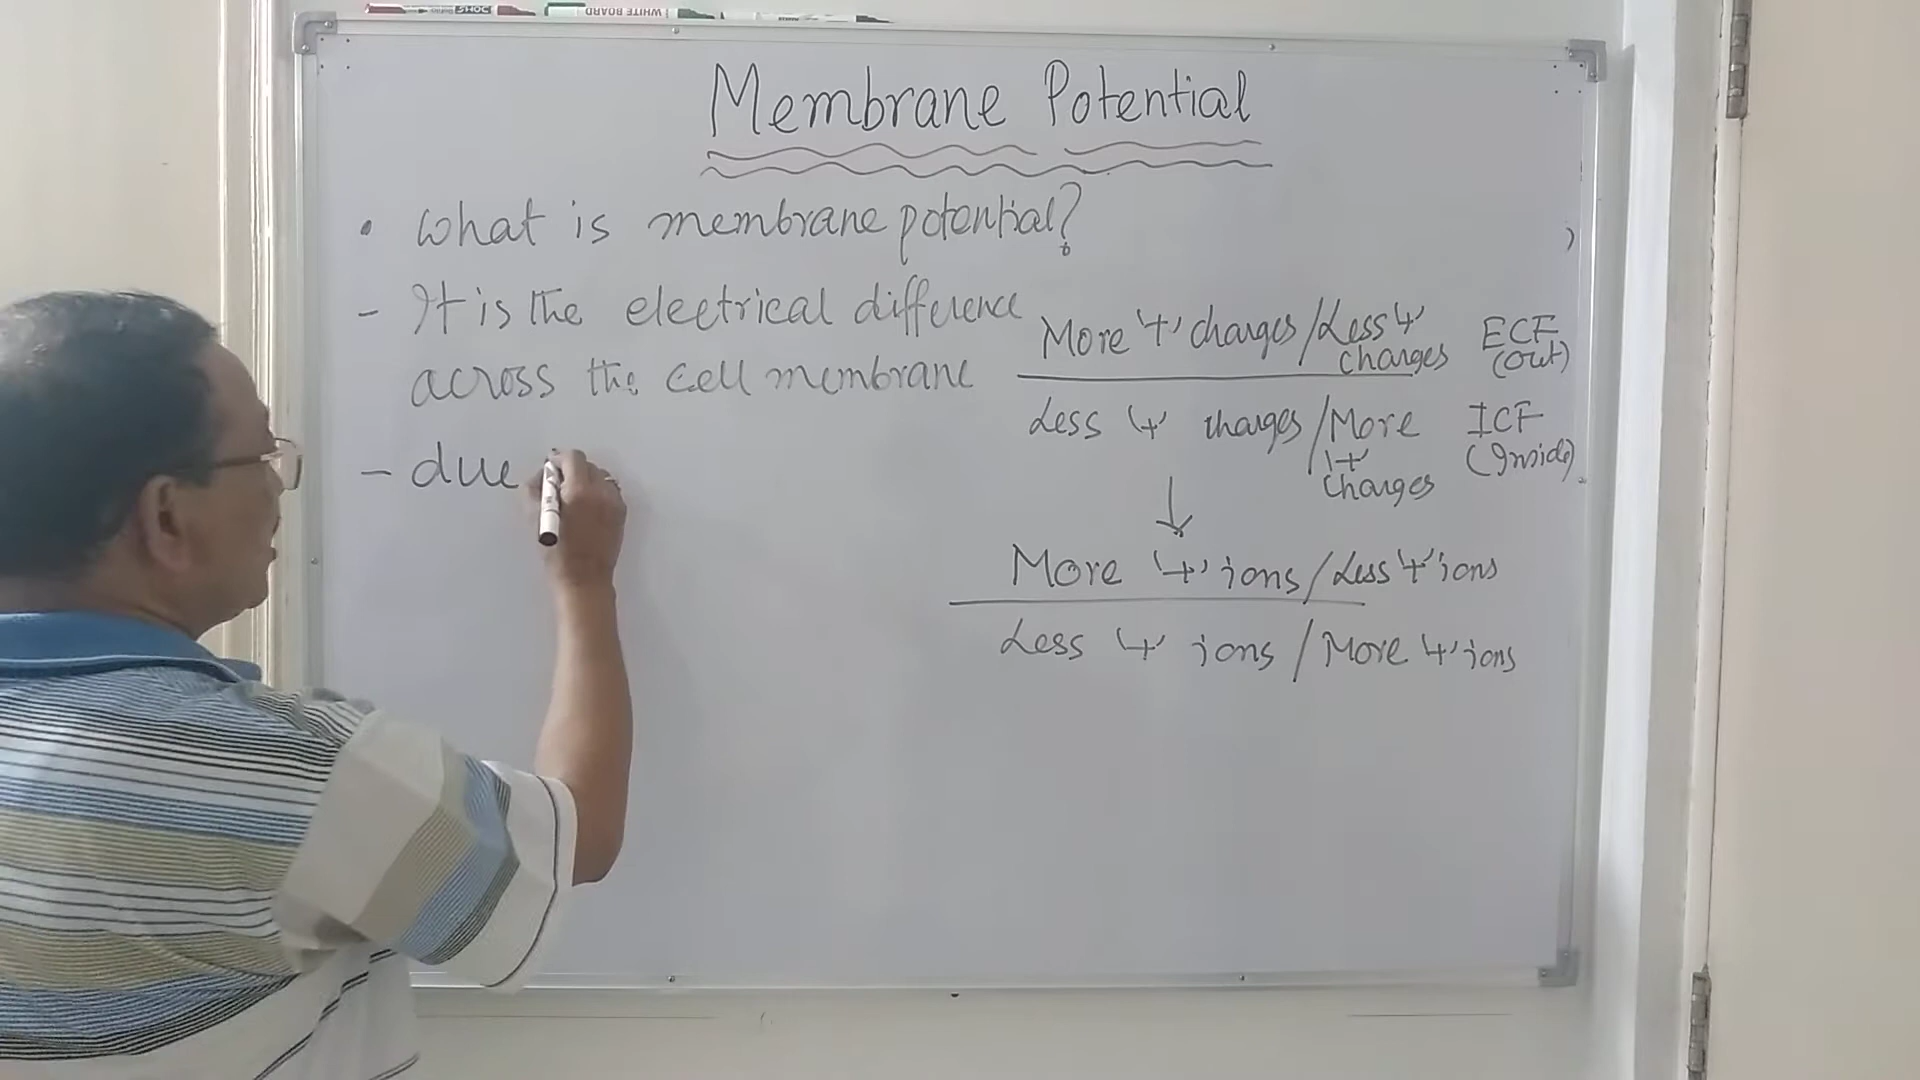 WHITE BOARD
Membrane Potential
• What is membrane potential?
- It is the electrical difference
across the cell membrane
- due
More '+' charges / Less '+' charges ECF (out)
Less '+' charges / More '+' charges ICF (Inside)
↓
More '+' ions / Less '+' ions
Less '+' ions / More '+' ions